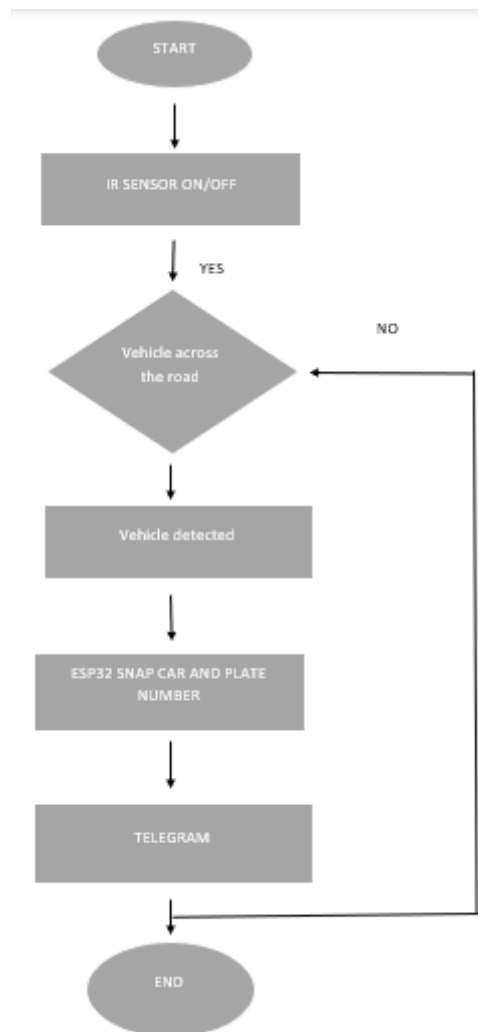 START
IR SENSOR ON/OFF
YES
NO
Vehicle across
the road
Vehicle detected
ESP32 SNAP CAR AND PLATE
NUMBER
TELEGRAM
END